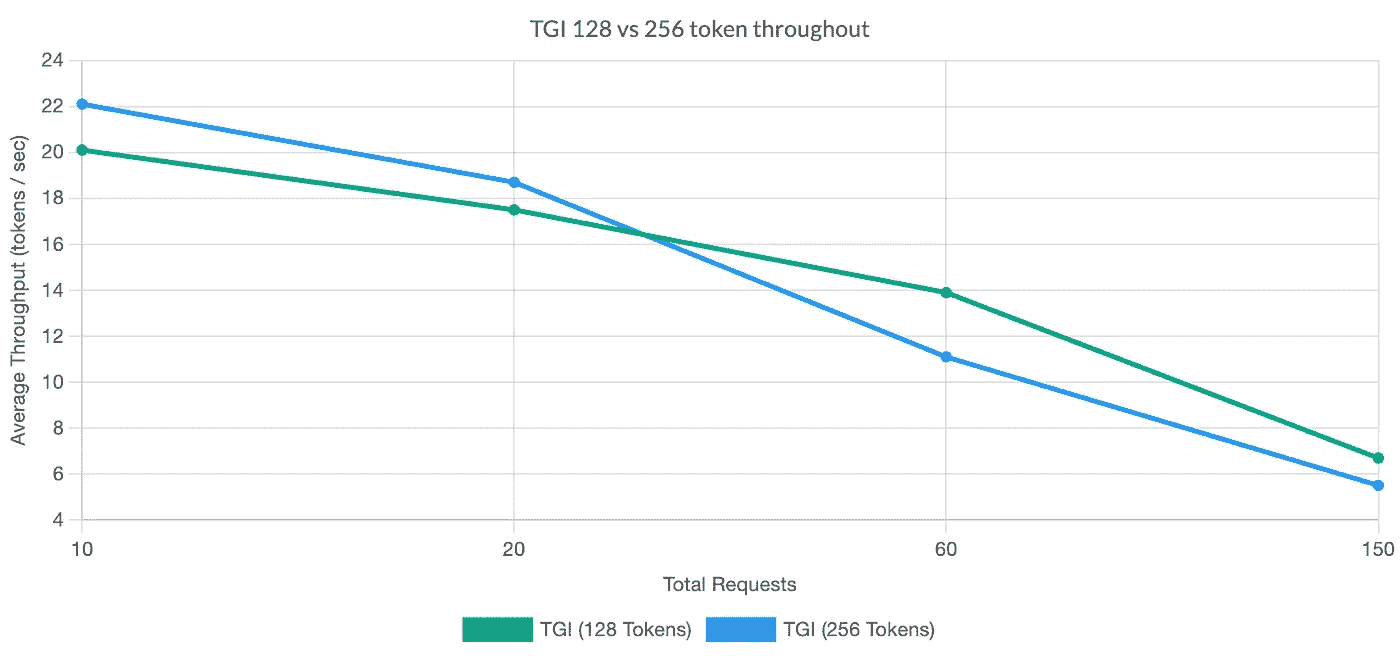 TGI 128 vs 256 token throughout
Average Throughput (tokens / sec)
24
22
20
18
16
14
12
10
8
6
4
10 20 60 150
Total Requests
TGI (128 Tokens) TGI (256 Tokens)